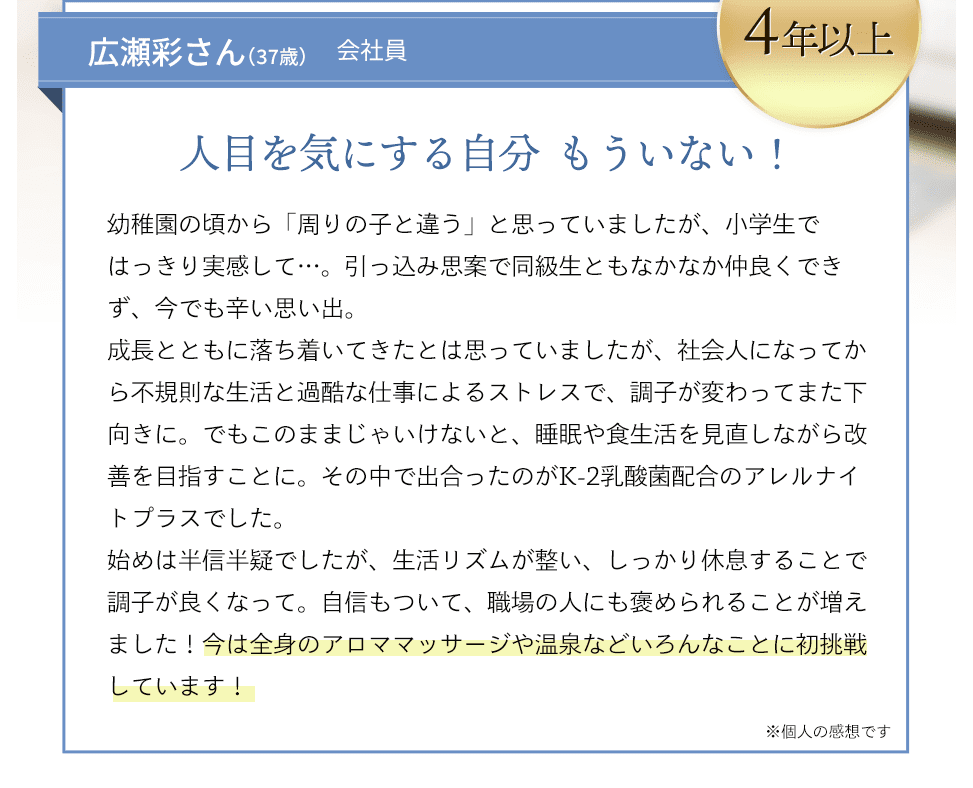 広瀬彩さん（37歳） 会社員
4年以上
人目を気にする自分 もういない！
幼稚園の頃から「周りの子と違う」と思っていましたが、小学生で
はっきり実感して…。引っ込み思案で同級生ともなかなか仲良くでき
ず、今でも辛い思い出。
成長とともに落ち着いてきたとは思っていましたが、社会人になってか
ら不規則な生活と過酷な仕事によるストレスで、調子が変わってまた下
向きに。でもこのままじゃいけないと、睡眠や食生活を見直しながら改
善を目指すことに。その中で出合ったのがK-2乳酸菌配合のアレルナイ
トプラスでした。
始めは半信半疑でしたが、生活リズムが整い、しっかり休息することで
調子が良くなって。自信もついて、職場の人にも褒められることが増え
ました！今は全身のアロママッサージや温泉などいろんなことに初挑戦
しています！
※個人の感想です